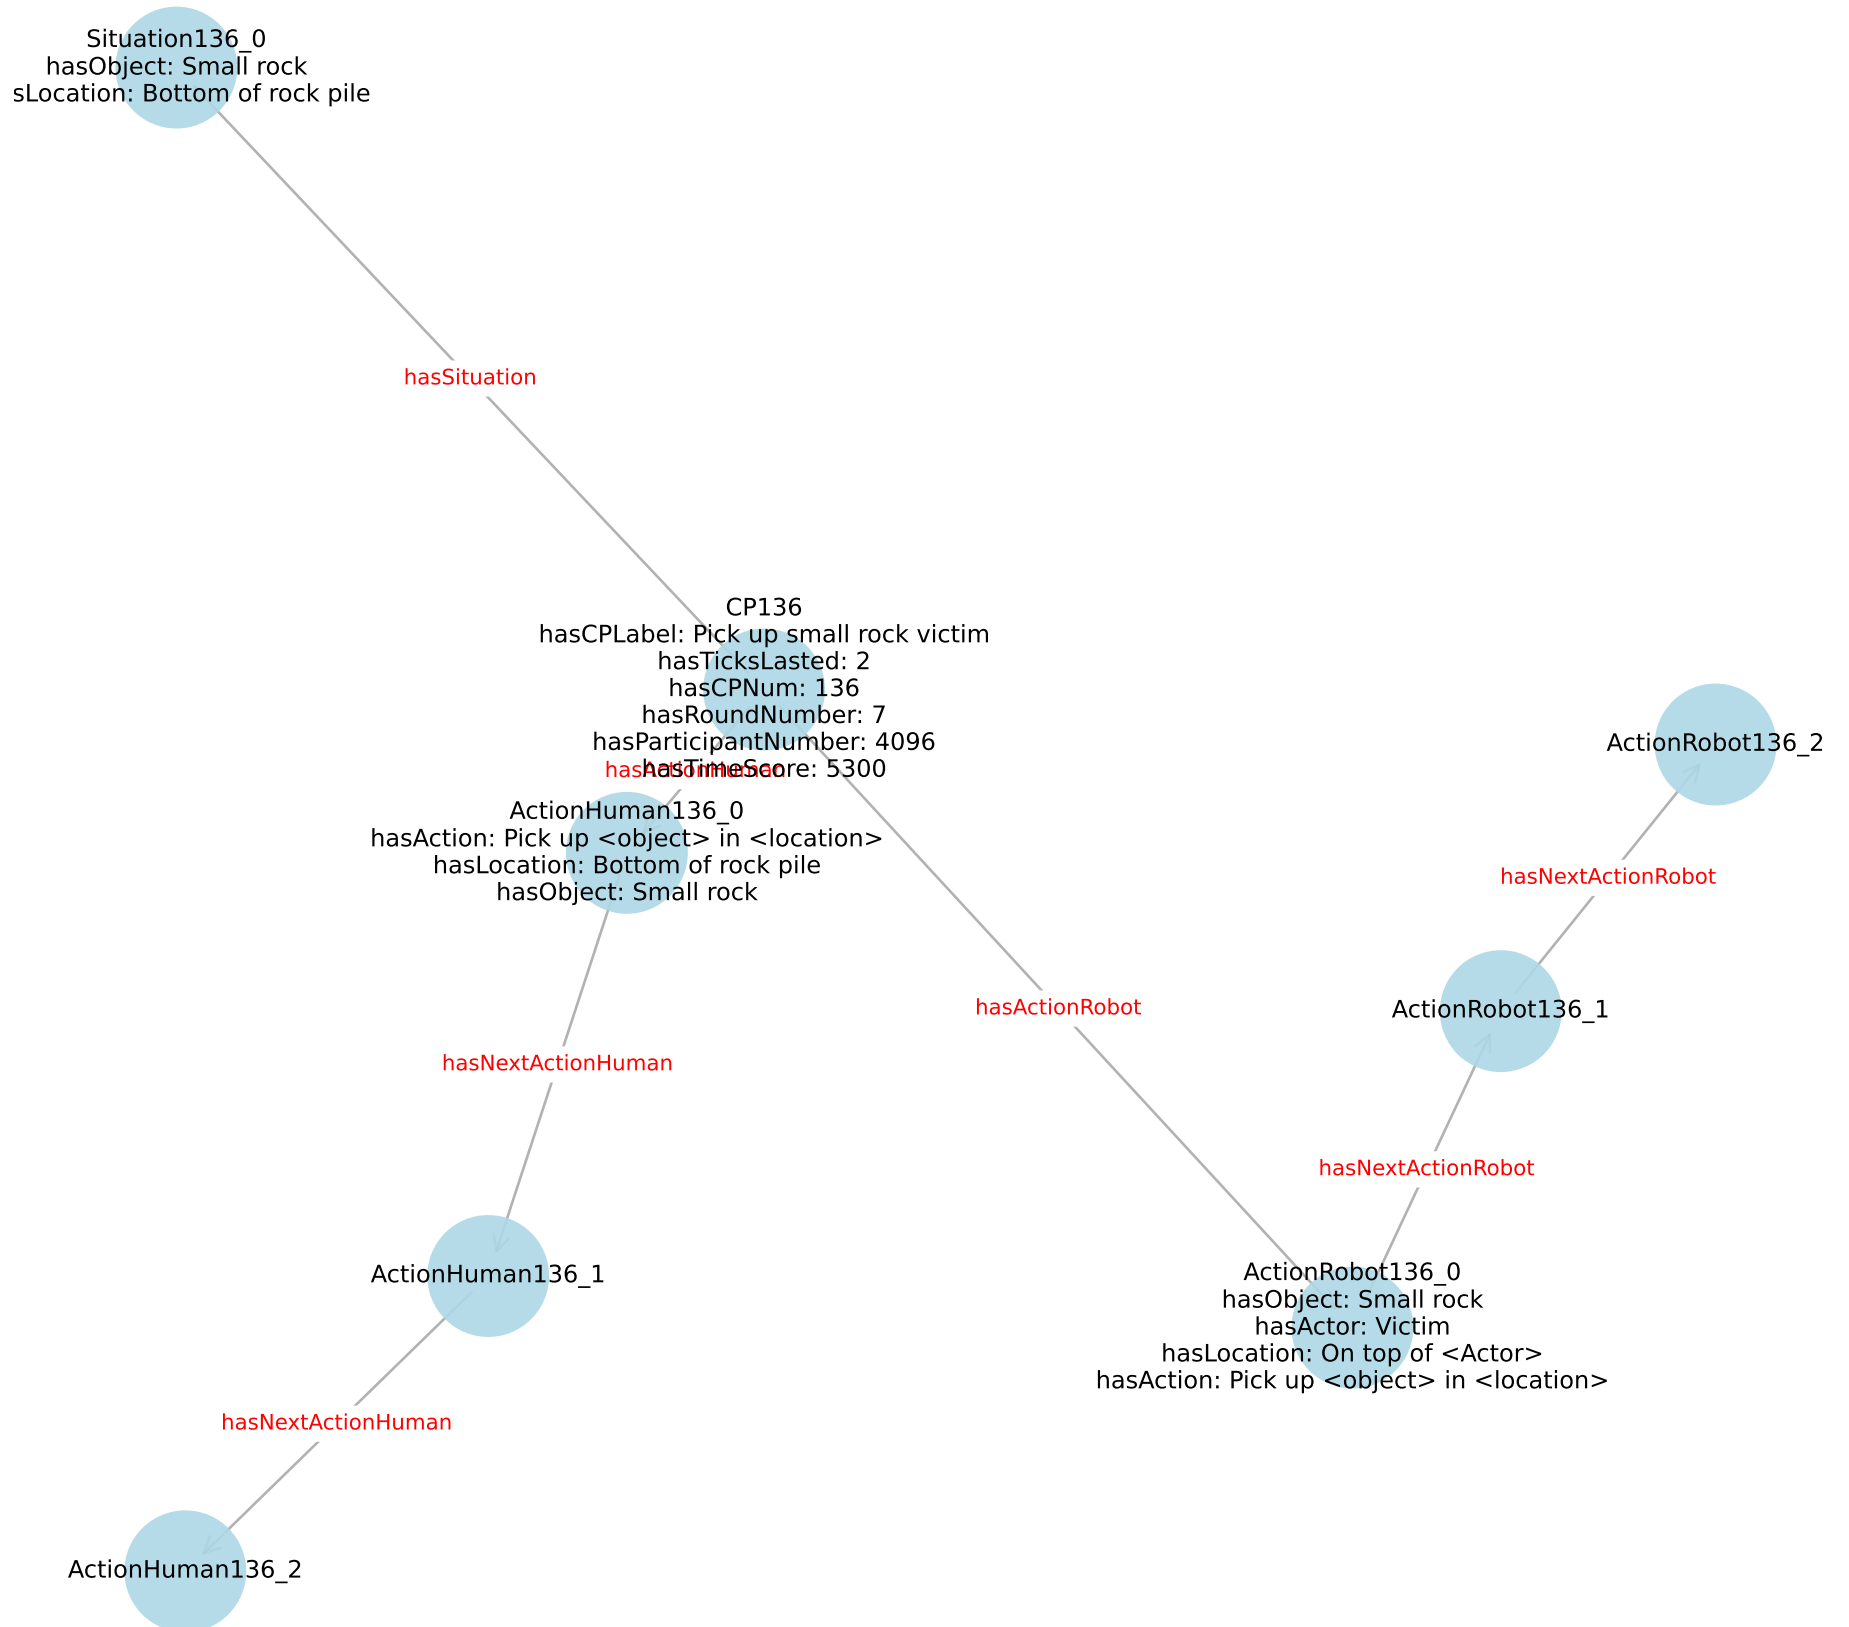 Situation136_0
hasObject: Small rock
sLocation: Bottom of rock pile
hasSituation
CP136
hasCPLabel: Pick up small rock victim
hasTicksLasted: 2
hasCPNum: 136
hasRoundNumber: 7
hasParticipantNumber: 4096
hasTimeScore: 5300
hasActionHuman
ActionHuman136_0
hasAction: Pick up <object> in <location>
hasLocation: Bottom of rock pile
hasObject: Small rock
ActionRobot136_2
hasNextActionRobot
hasActionRobot
ActionRobot136_1
hasNextActionHuman
hasNextActionRobot
ActionHuman136_1
ActionRobot136_0
hasObject: Small rock
hasActor: Victim
hasLocation: On top of <Actor>
hasAction: Pick up <object> in <location>
hasNextActionHuman
ActionHuman136_2